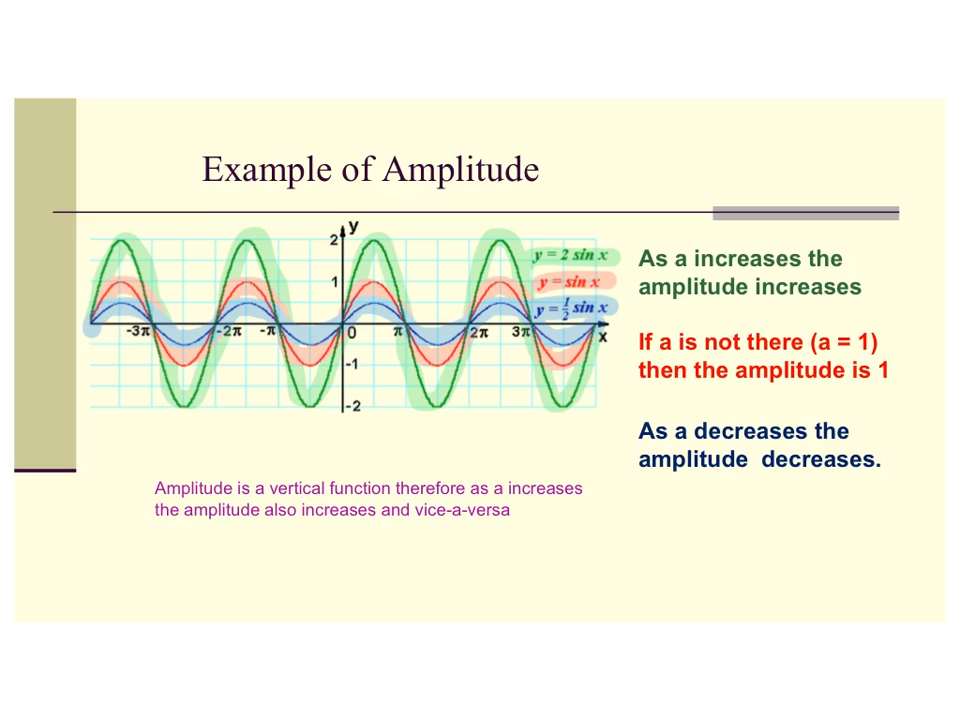 Example of Amplitude
y
2
y = 2 sin x
1
y = sin x
y = 1/2 sin x
-3π -2π -π 0 π 2π 3π x
-1
-2
As a increases the
amplitude increases
If a is not there (a = 1)
then the amplitude is 1
As a decreases the
amplitude decreases.
Amplitude is a vertical function therefore as a increases
the amplitude also increases and vice-a-versa